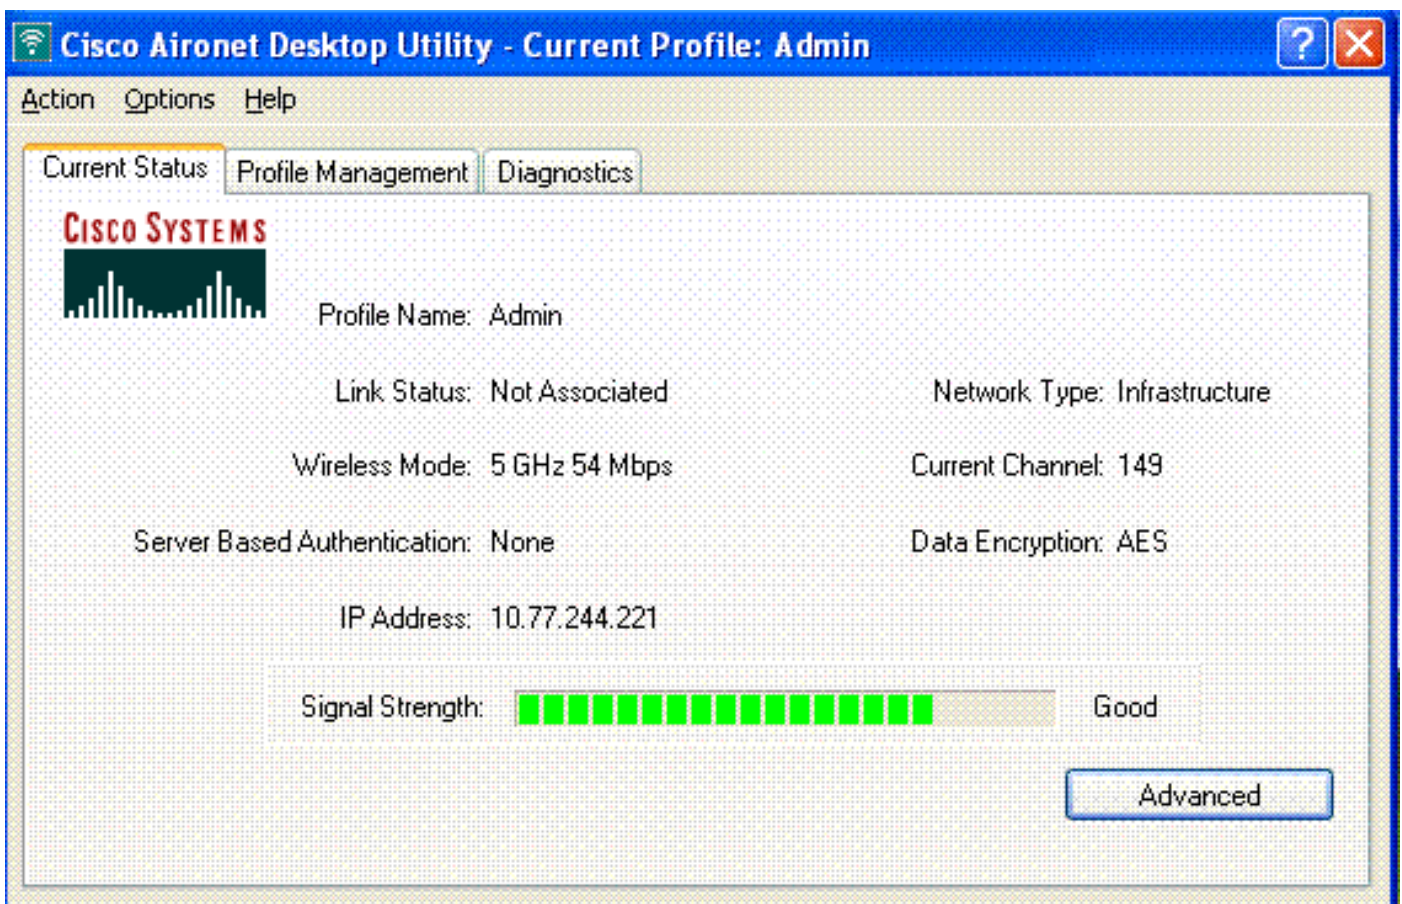 Cisco Aironet Desktop Utility - Current Profile: Admin
Action Options Help
Current Status Profile Management Diagnostics
CISCO SYSTEMS
Profile Name: Admin
Link Status: Not Associated Network Type: Infrastructure
Wireless Mode: 5 GHz 54 Mbps Current Channel: 149
Server Based Authentication: None Data Encryption: AES
IP Address: 10.77.244.221
Signal Strength: Good
Advanced